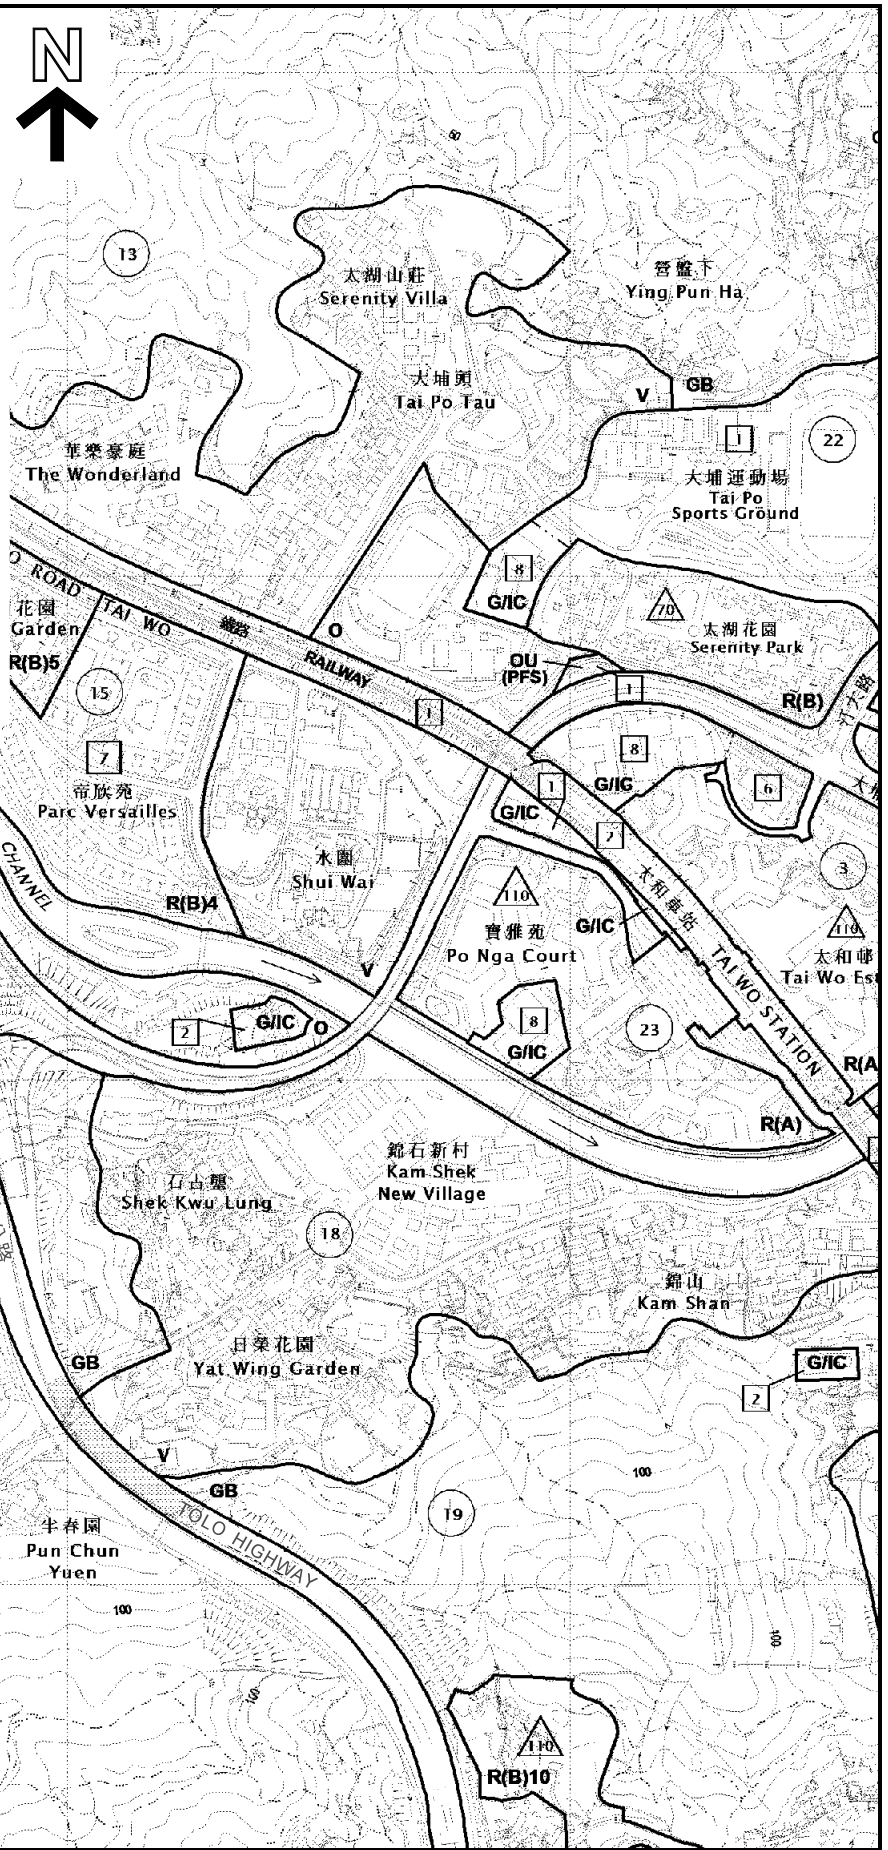 N
50
13
太湖山莊
Serenity Villa
營盤下
Ying Pun Ha
大埔頭
Tai Po Tau
V
GB
1
22
華樂豪庭
The Wonderland
大埔運動場
Tai Po
Sports Ground
8
G/IC
70
太湖花園
Serenity Park
O ROAD
TAI WO
鐵路
RAILWAY
O
花園
Garden
R(B)5
OU
(PFS)
1
R(B)
15
1
7
帝欣苑
Parc Versailles
8
G/IC
1
G/IC
6
2
3
CHANNEL
水圍
Shui Wai
R(B)4
110
寶雅苑
Po Nga Court
G/IC
太和車站
TAI WO STATION
110
太和邨
Tai Wo Est
V
2
G/IC
O
8
G/IC
23
R(A
R(A)
錦石新村
Kam Shek
New Village
石古壟
Shek Kwu Lung
18
錦山
Kam Shan
日榮花園
Yat Wing Garden
GB
G/IC
2
V
GB
100
19
TOLO HIGHWAY
半春園
Pun Chun
Yuen
100
100
100
110
R(B)10